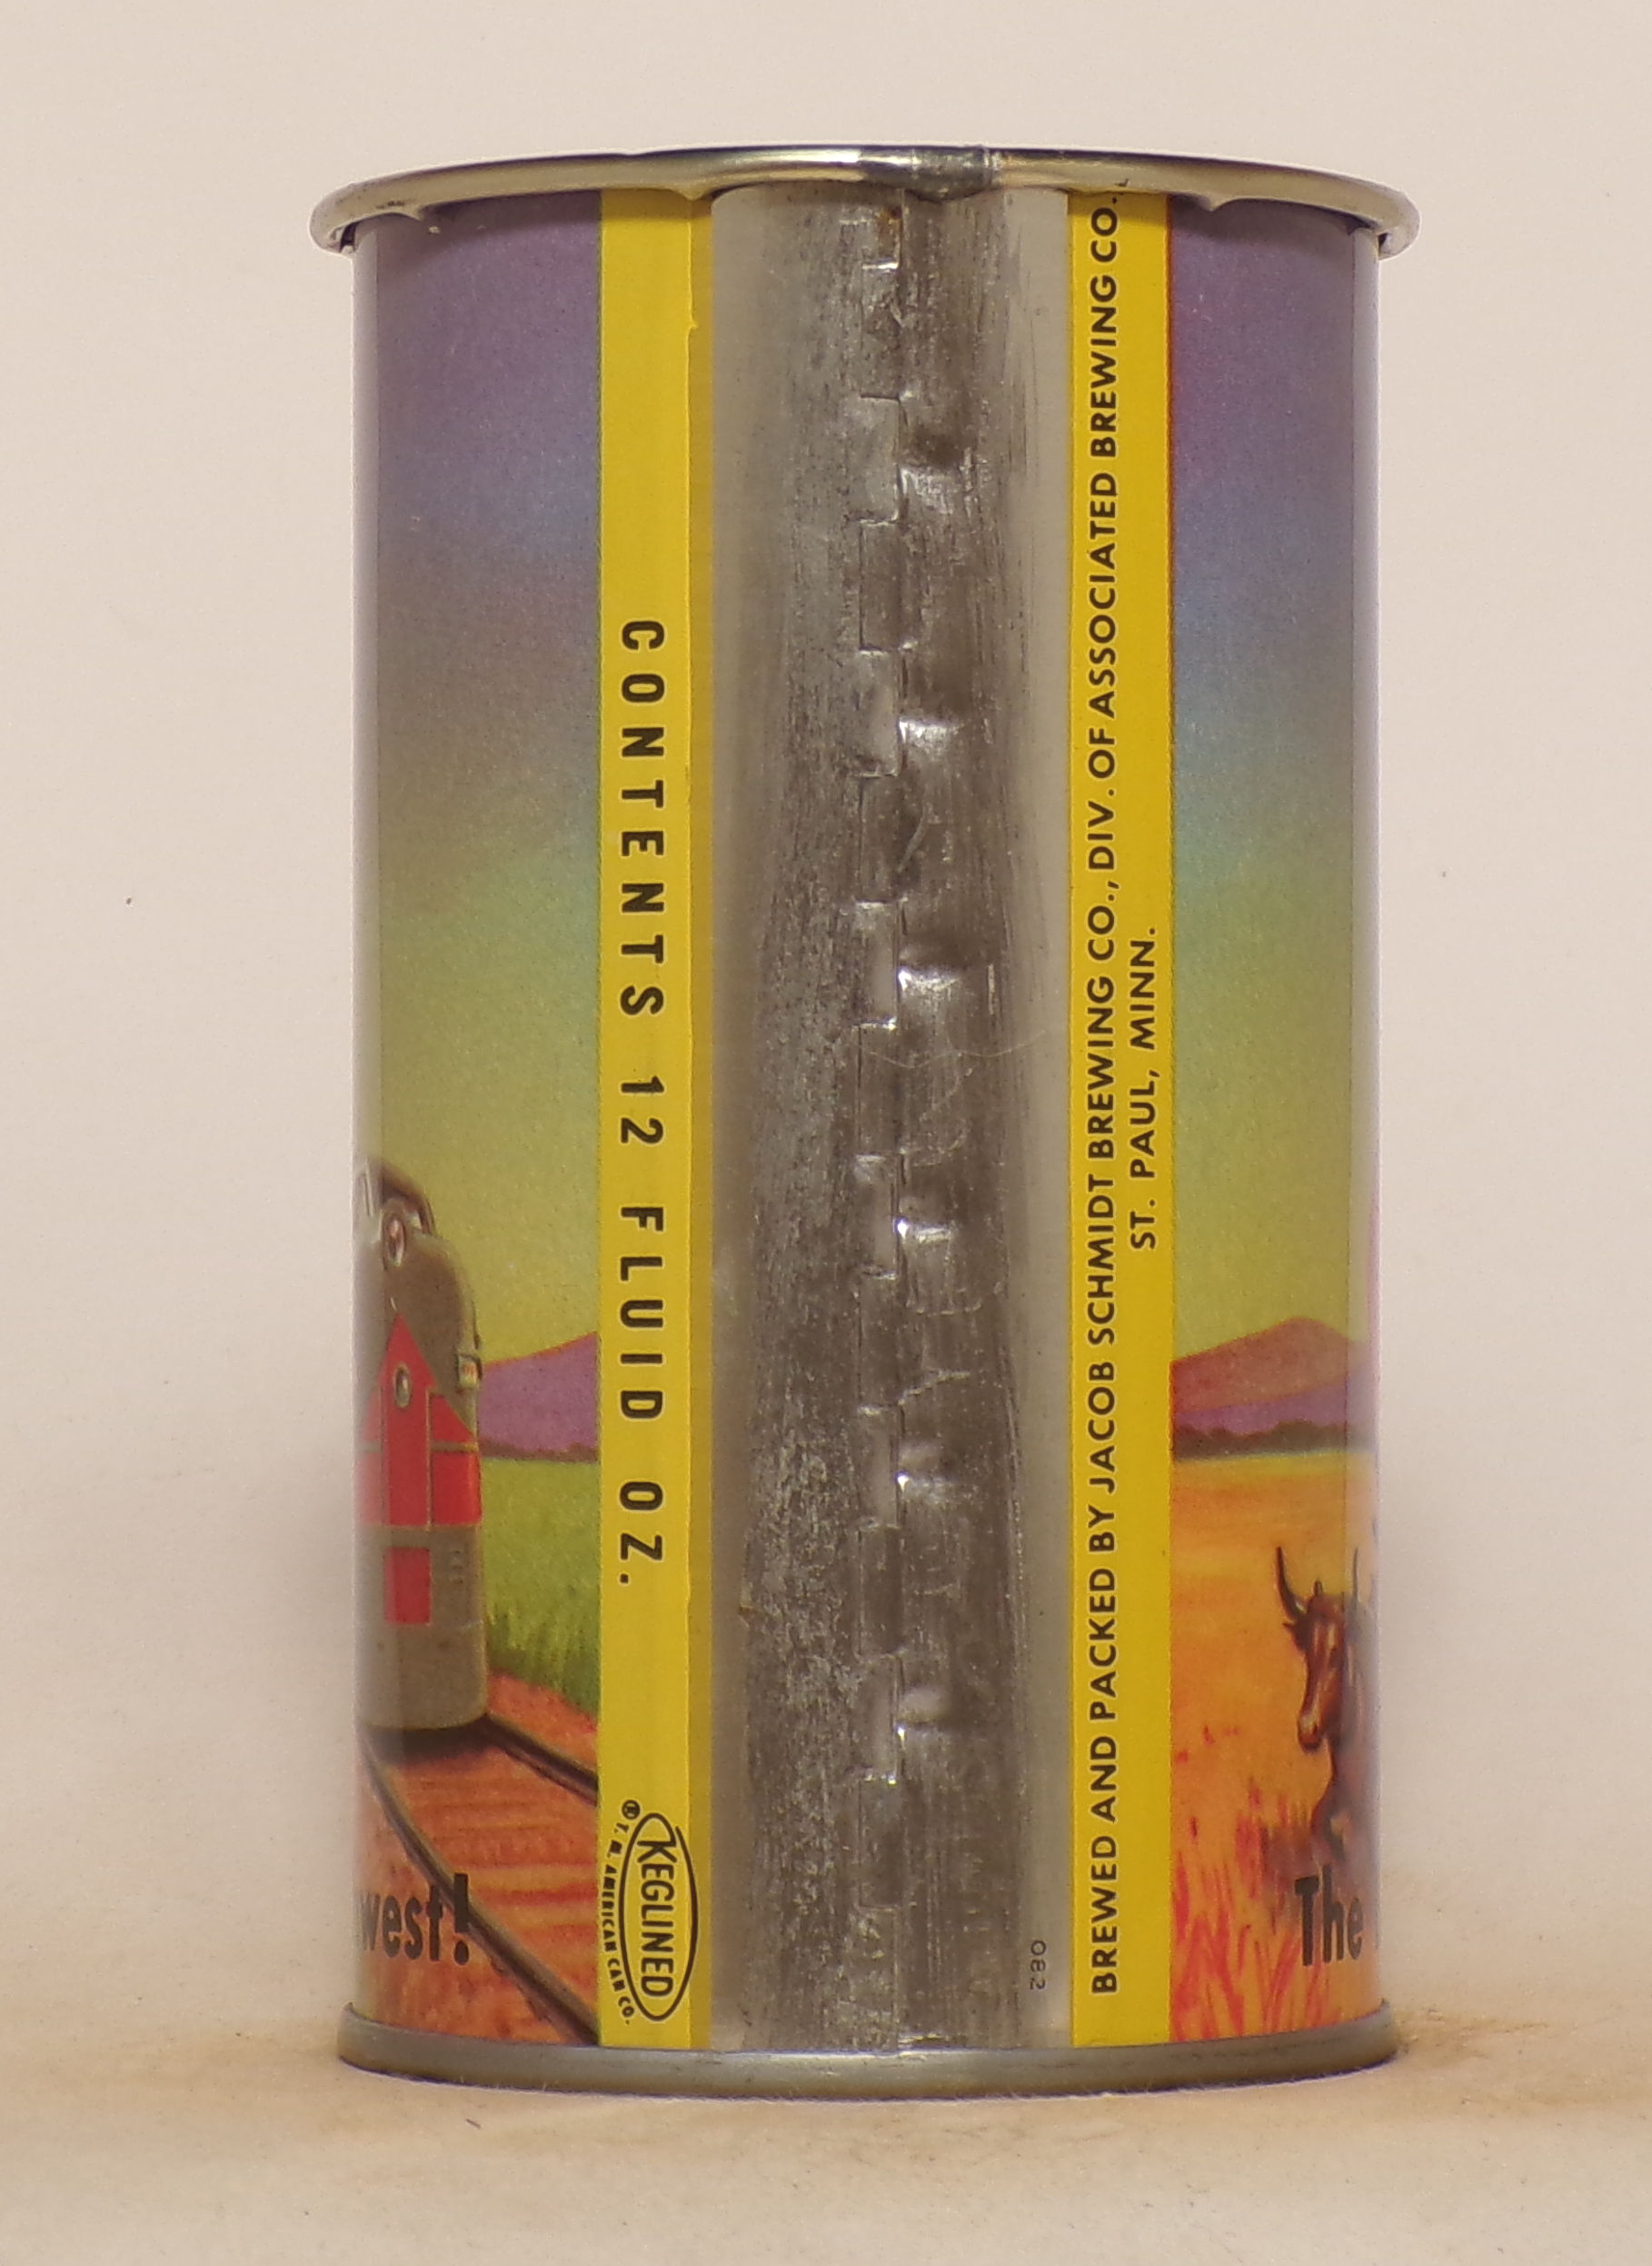 CONTENTS 12 FLUID OZ.
KEGLINED
® T. M. AMERICAN CAN CO.
BREWED AND PACKED BY JACOB SCHMIDT BREWING CO., DIV. OF ASSOCIATED BREWING CO.
ST. PAUL, MINN.
082
west!
The